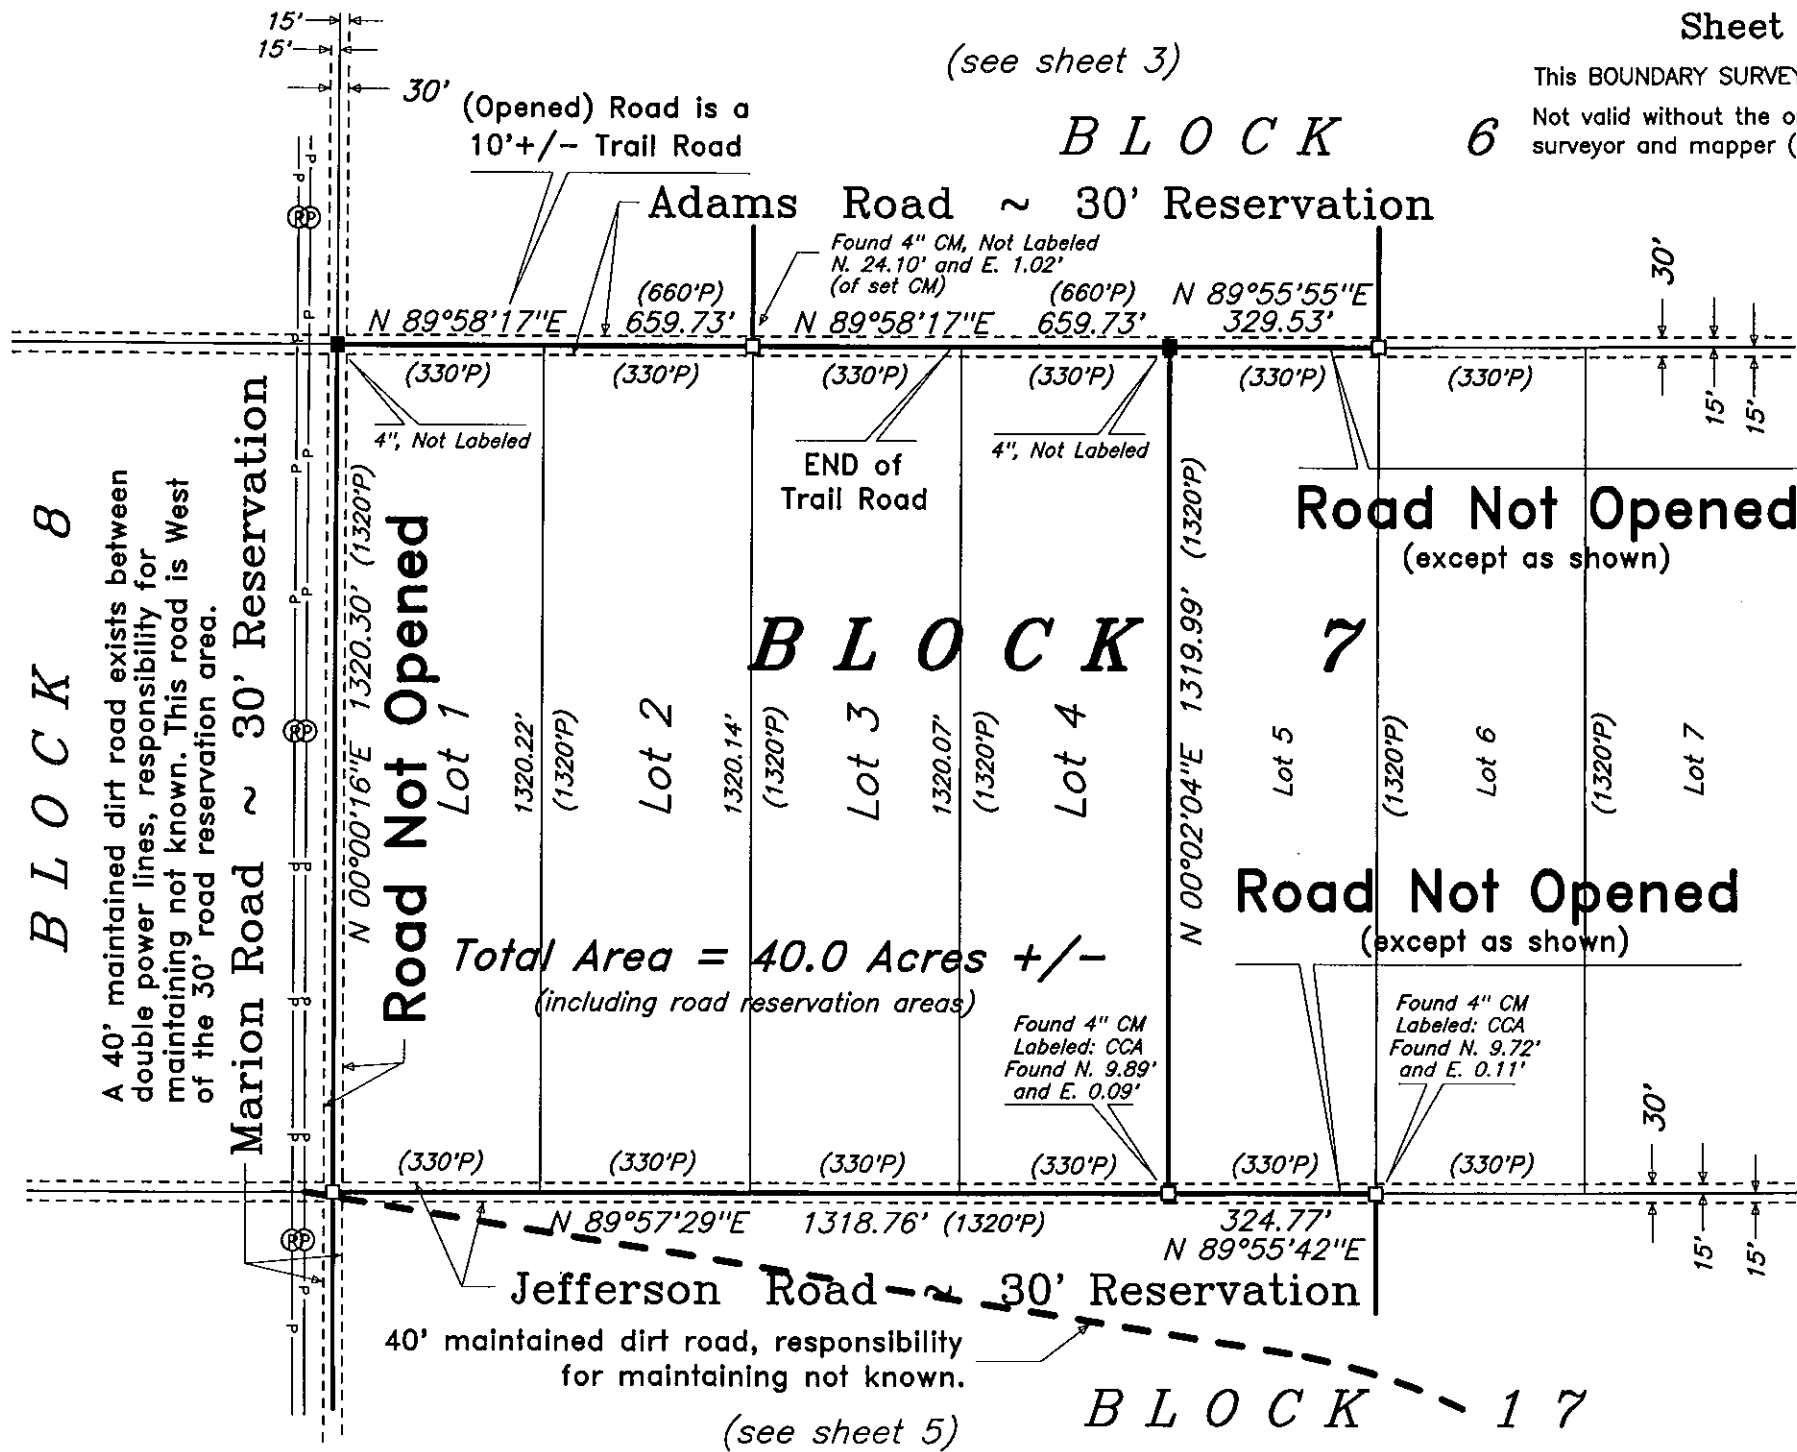 15'
15'
30'
(Opened) Road is a
10'+/- Trail Road
(see sheet 3)
Sheet
This BOUNDARY SURVEY
Not valid without the o
surveyor and mapper (
BLOCK 6
Adams Road ~ 30' Reservation
Found 4" CM, Not Labeled
N. 24.10' and E. 1.02'
(of set CM)
(660'P)
(660'P)
N 89°55'55"E
N 89°58'17"E 659.73'
N 89°58'17"E 659.73'
329.53'
30'
15'
15'
(330'P)
(330'P)
(330'P)
(330'P)
(330'P)
(330'P)
4", Not Labeled
END of
Trail Road
4", Not Labeled
Road Not Opened
(except as shown)
BLOCK 8
A 40' maintained dirt road exists between
double power lines, responsibility for
maintaining not known. This road is West
of the 30' road reservation area.
Marion Road ~ 30' Reservation
N 00°00'16"E 1320.30' (1320'P)
Road Not Opened
BLOCK 7
Lot 1
1320.22'
(1320'P)
Lot 2
1320.14'
(1320'P)
Lot 3
1320.07'
(1320'P)
Lot 4
N 00°02'04"E 1319.99' (1320'P)
Lot 5
(1320'P)
Lot 6
(1320'P)
Lot 7
Total Area = 40.0 Acres +/-
(including road reservation areas)
Road Not Opened
(except as shown)
Found 4" CM
Labeled: CCA
Found N. 9.89'
and E. 0.09'
Found 4" CM
Labeled: CCA
Found N. 9.72'
and E. 0.11'
(330'P)
(330'P)
(330'P)
(330'P)
(330'P)
(330'P)
30'
15'
15'
N 89°57'29"E 1318.76' (1320'P)
324.77'
N 89°55'42"E
Jefferson Road ~ 30' Reservation
40' maintained dirt road, responsibility
for maintaining not known.
(see sheet 5)
BLOCK 17